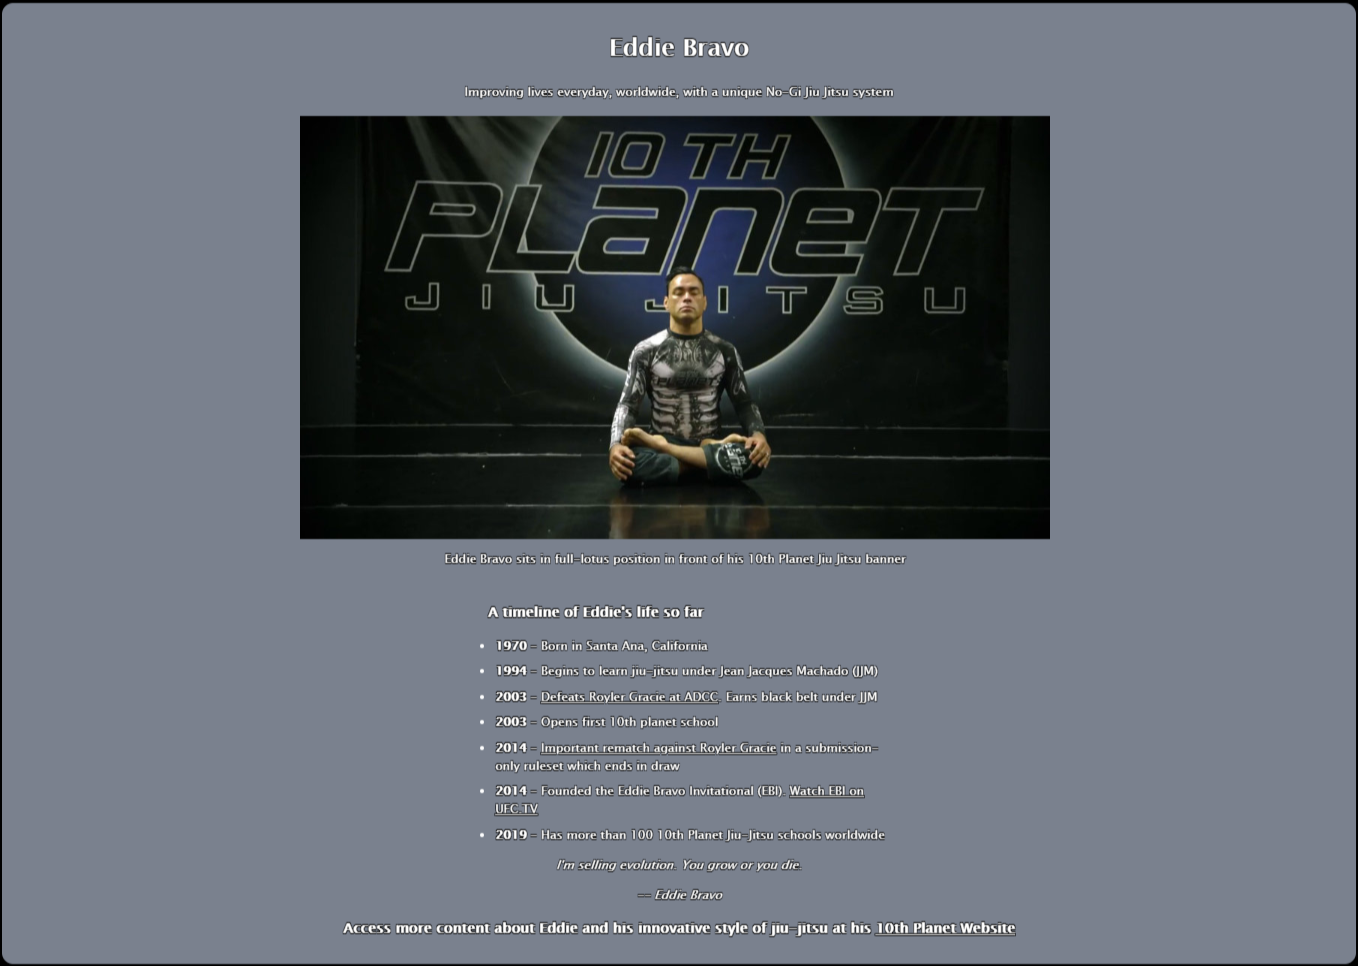 Eddie Bravo
Improving lives everyday, worldwide, with a unique No-Gi Jiu Jitsu system
10 TH
PLaneT
JIU JITSU
Eddie Bravo sits in full-lotus position in front of his 10th Planet Jiu Jitsu banner
A timeline of Eddie's life so far
• 1970 - Born in Santa Ana, California
• 1994 - Begins to learn jiu-jitsu under Jean Jacques Machado (JJM)
• 2003 - Defeats Royler Gracie at ADCC. Earns black belt under JJM
• 2003 - Opens first 10th planet school
• 2014 - Important rematch against Royler Gracie in a submission-
only ruleset which ends in draw
• 2014 - Founded the Eddie Bravo Invitational (EBI). Watch EBI on
UFC.TV
• 2019 - Has more than 100 10th Planet Jiu-Jitsu schools worldwide
I'm selling evolution. You grow or you die.
— Eddie Bravo
Access more content about Eddie and his innovative style of jiu-jitsu at his 10th Planet Website